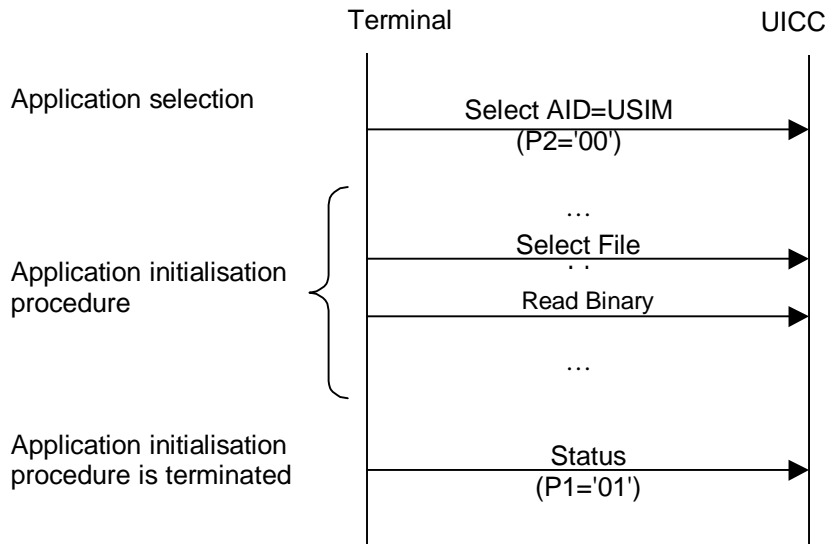 Terminal
UICC
Application selection
Select AID=USIM
(P2='00')
...
Select File
. .
Application initialisation
procedure
Read Binary
...
Application initialisation
procedure is terminated
Status
(P1='01')